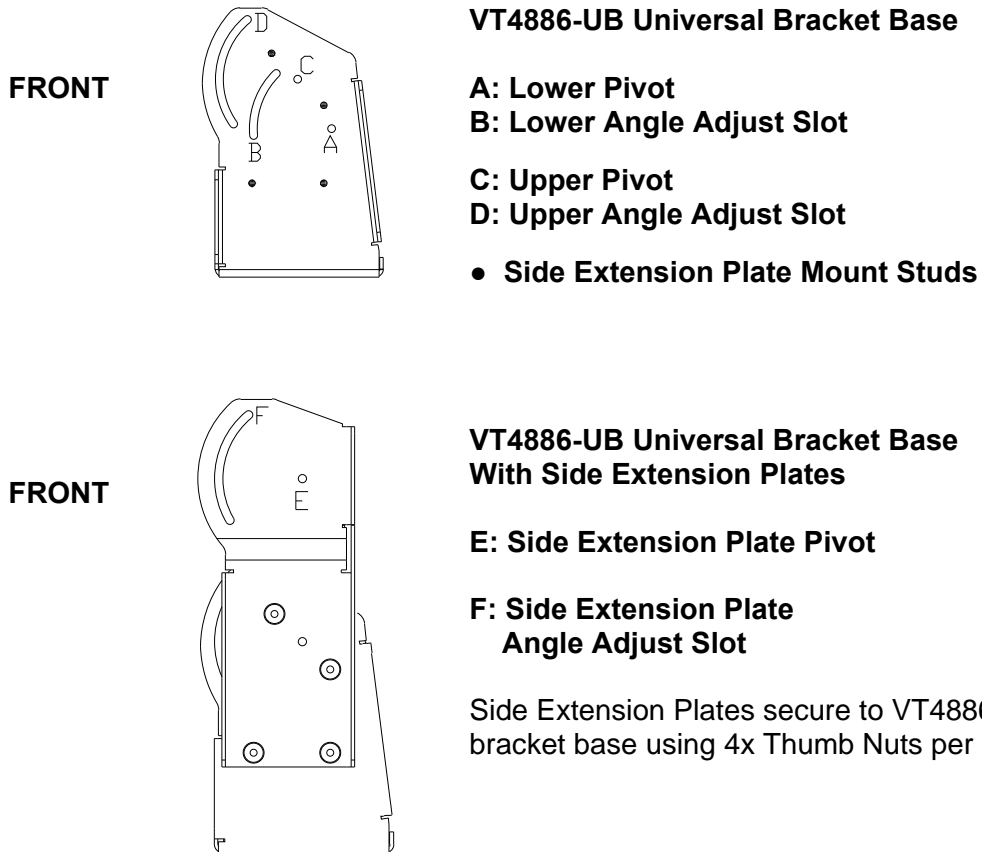 FRONT
VT4886-UB Universal Bracket Base
A: Lower Pivot
B: Lower Angle Adjust Slot
C: Upper Pivot
D: Upper Angle Adjust Slot
● Side Extension Plate Mount Studs
D
C
B
A
FRONT
VT4886-UB Universal Bracket Base
With Side Extension Plates
E: Side Extension Plate Pivot
F: Side Extension Plate
Angle Adjust Slot
Side Extension Plates secure to VT4886
bracket base using 4x Thumb Nuts per
F
E